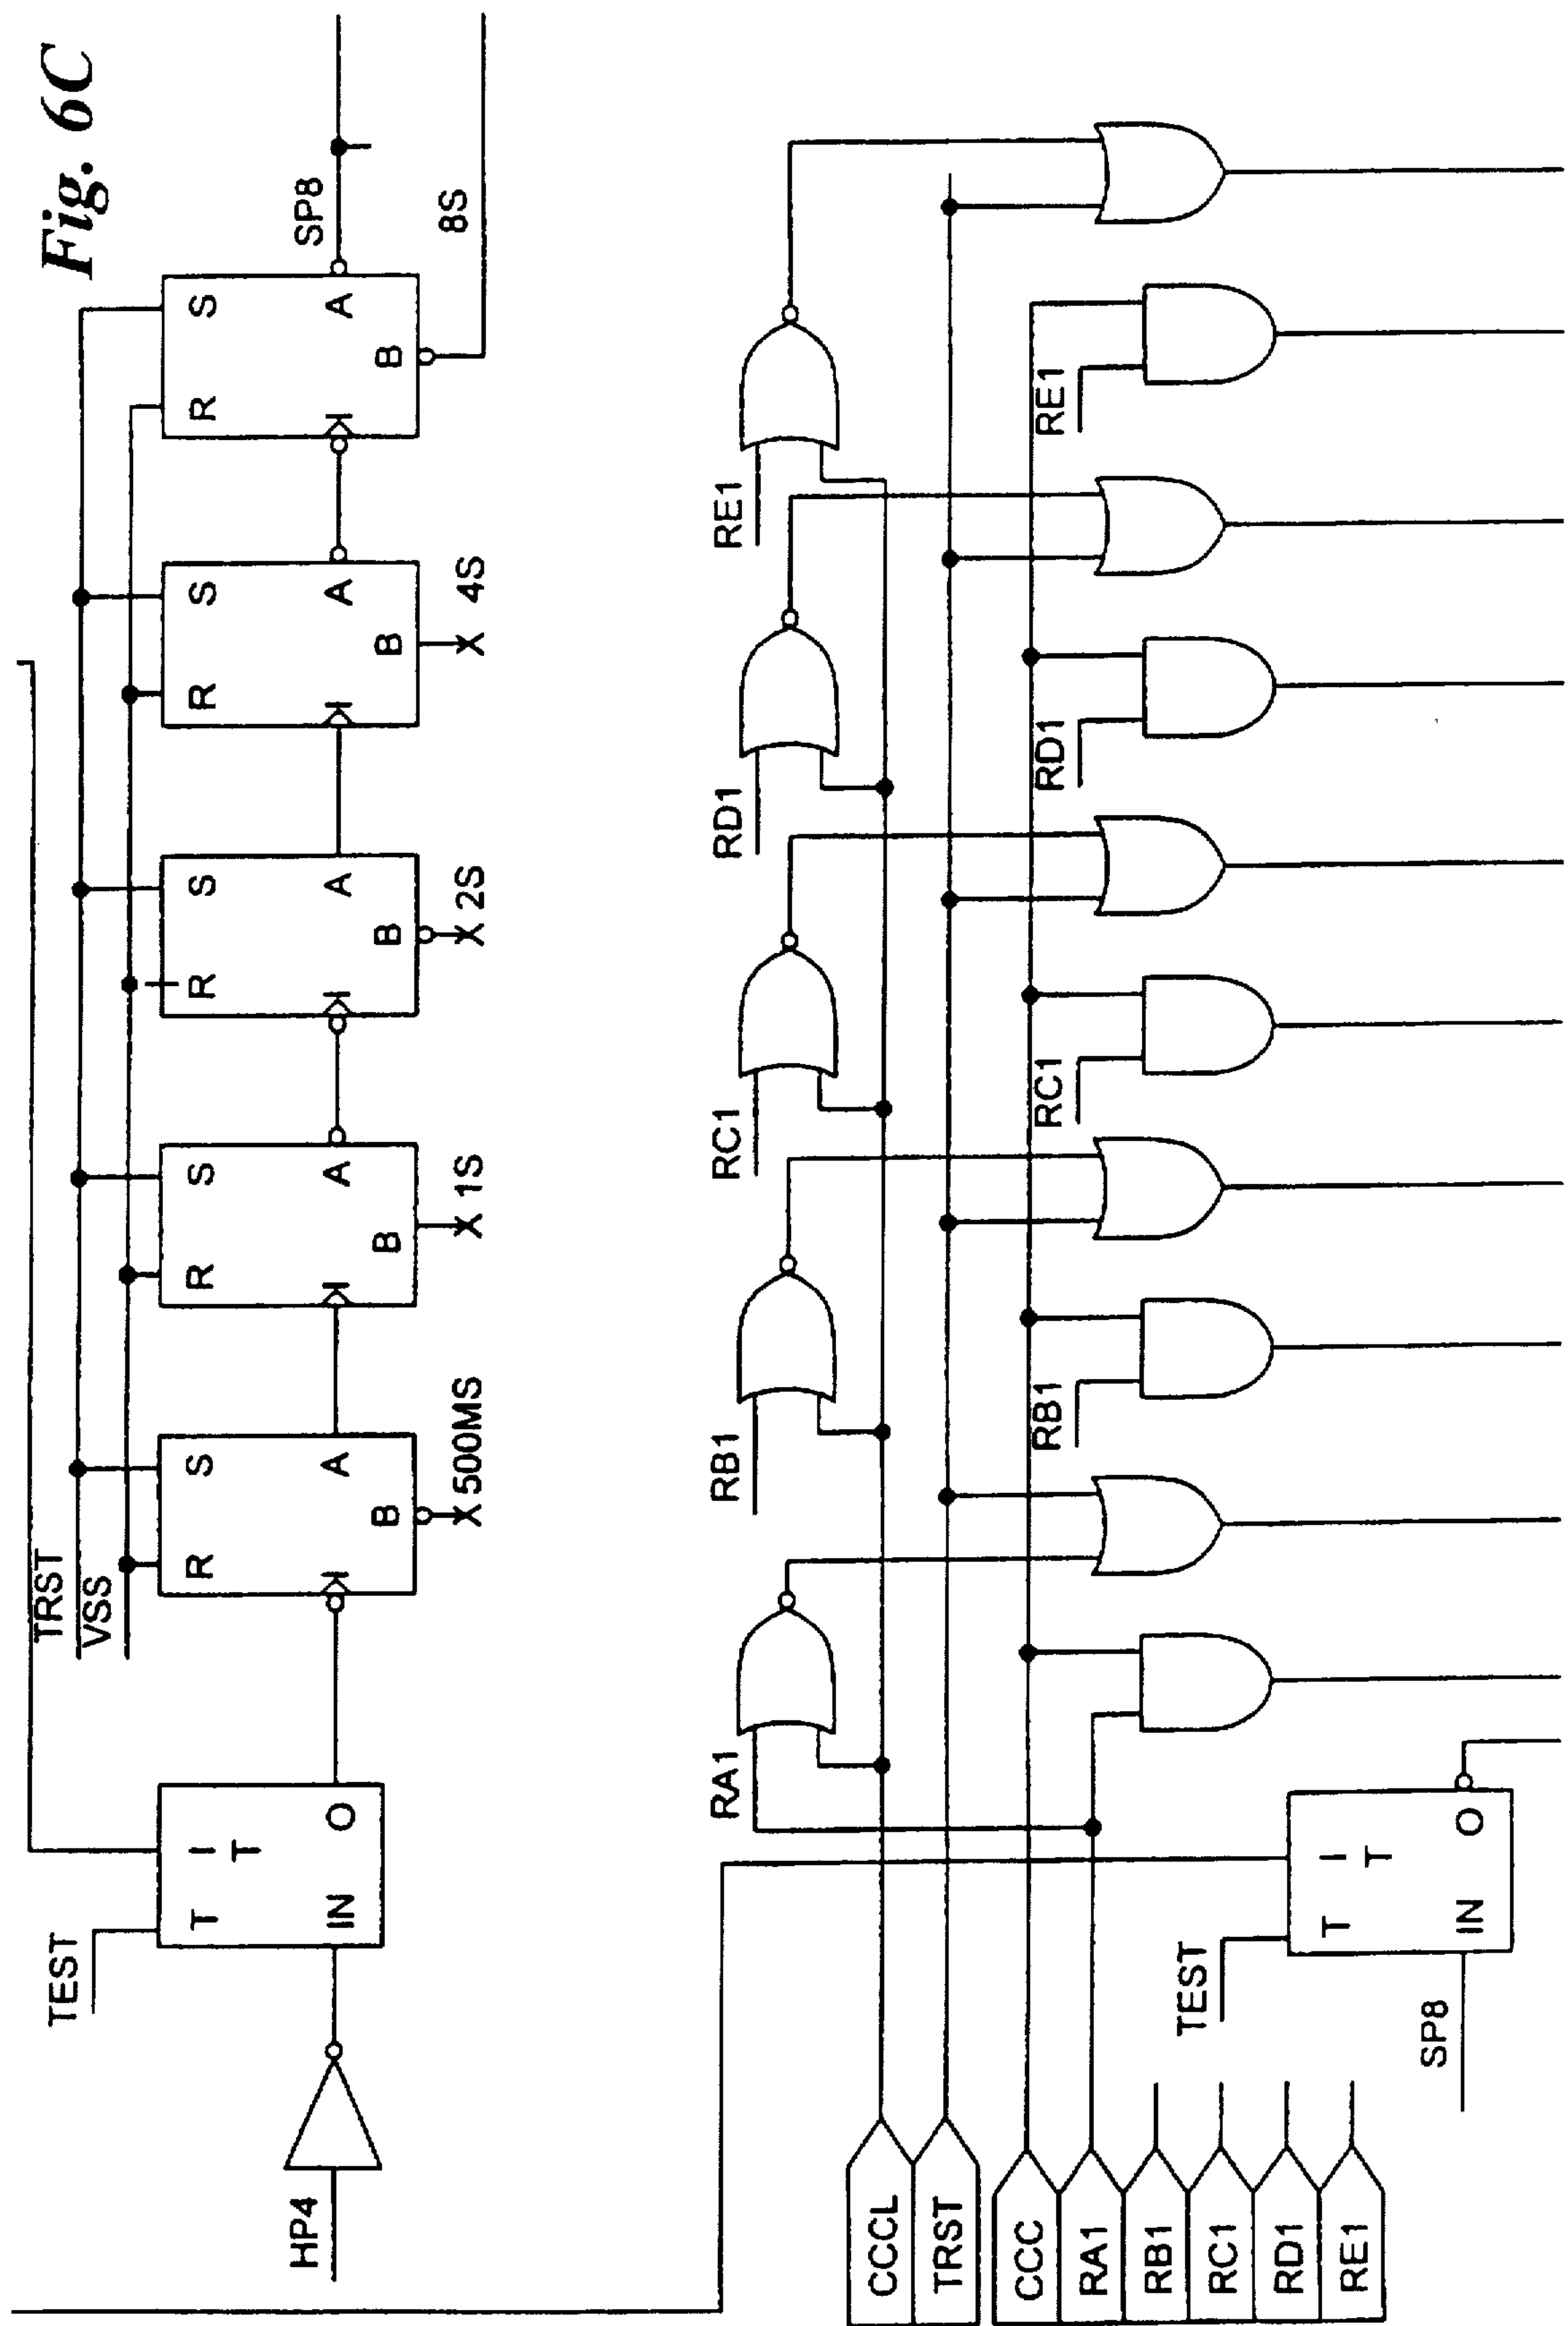 Fig. 6C
TRST
VSS
TEST
T
I
T
IN
O
HP4
R
S
A
B
X 500MS
R
S
A
B
X 1S
R
S
A
B
X 2S
R
S
A
B
X 4S
R
S
A
B
SP8
8S
RA1
RB1
RC1
RD1
RE1
RB1
RC1
RD1
RE1
CCCL
TRST
CCC
RA1
RB1
RC1
RD1
RE1
TEST
T
I
T
IN
O
SP8